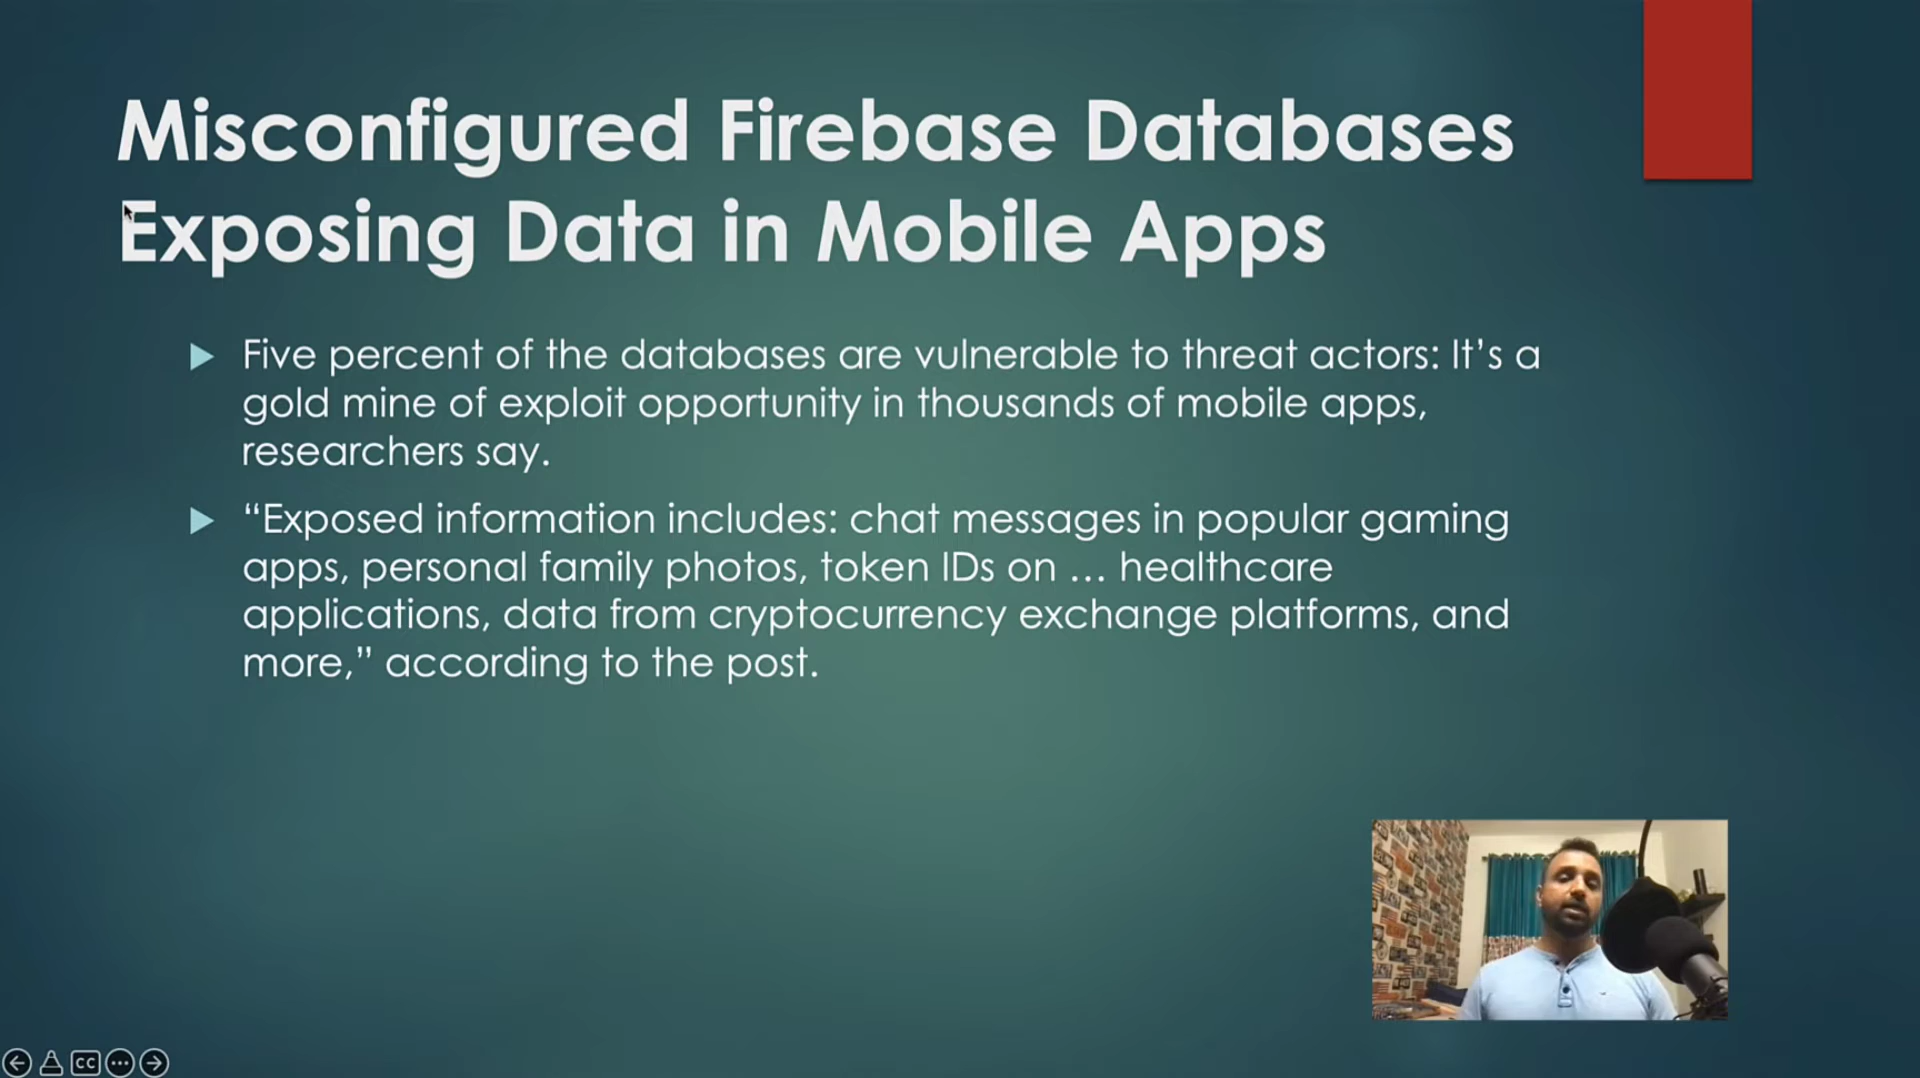 Misconfigured Firebase Databases
Exposing Data in Mobile Apps
Five percent of the databases are vulnerable to threat actors: It’s a
gold mine of exploit opportunity in thousands of mobile apps,
researchers say.
“Exposed information includes: chat messages in popular gaming
apps, personal family photos, token IDs on … healthcare
applications, data from cryptocurrency exchange platforms, and
more,” according to the post.
CC